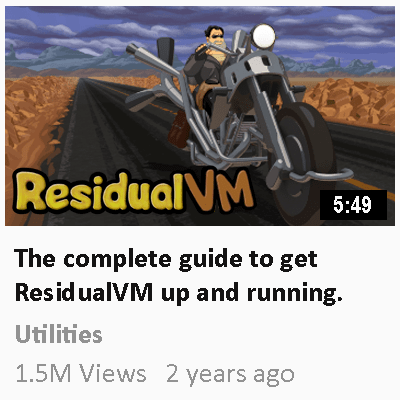 ResidualVM
5:49
The complete guide to get
ResidualVM up and running.
Utilities
1.5M Views 2 years ago